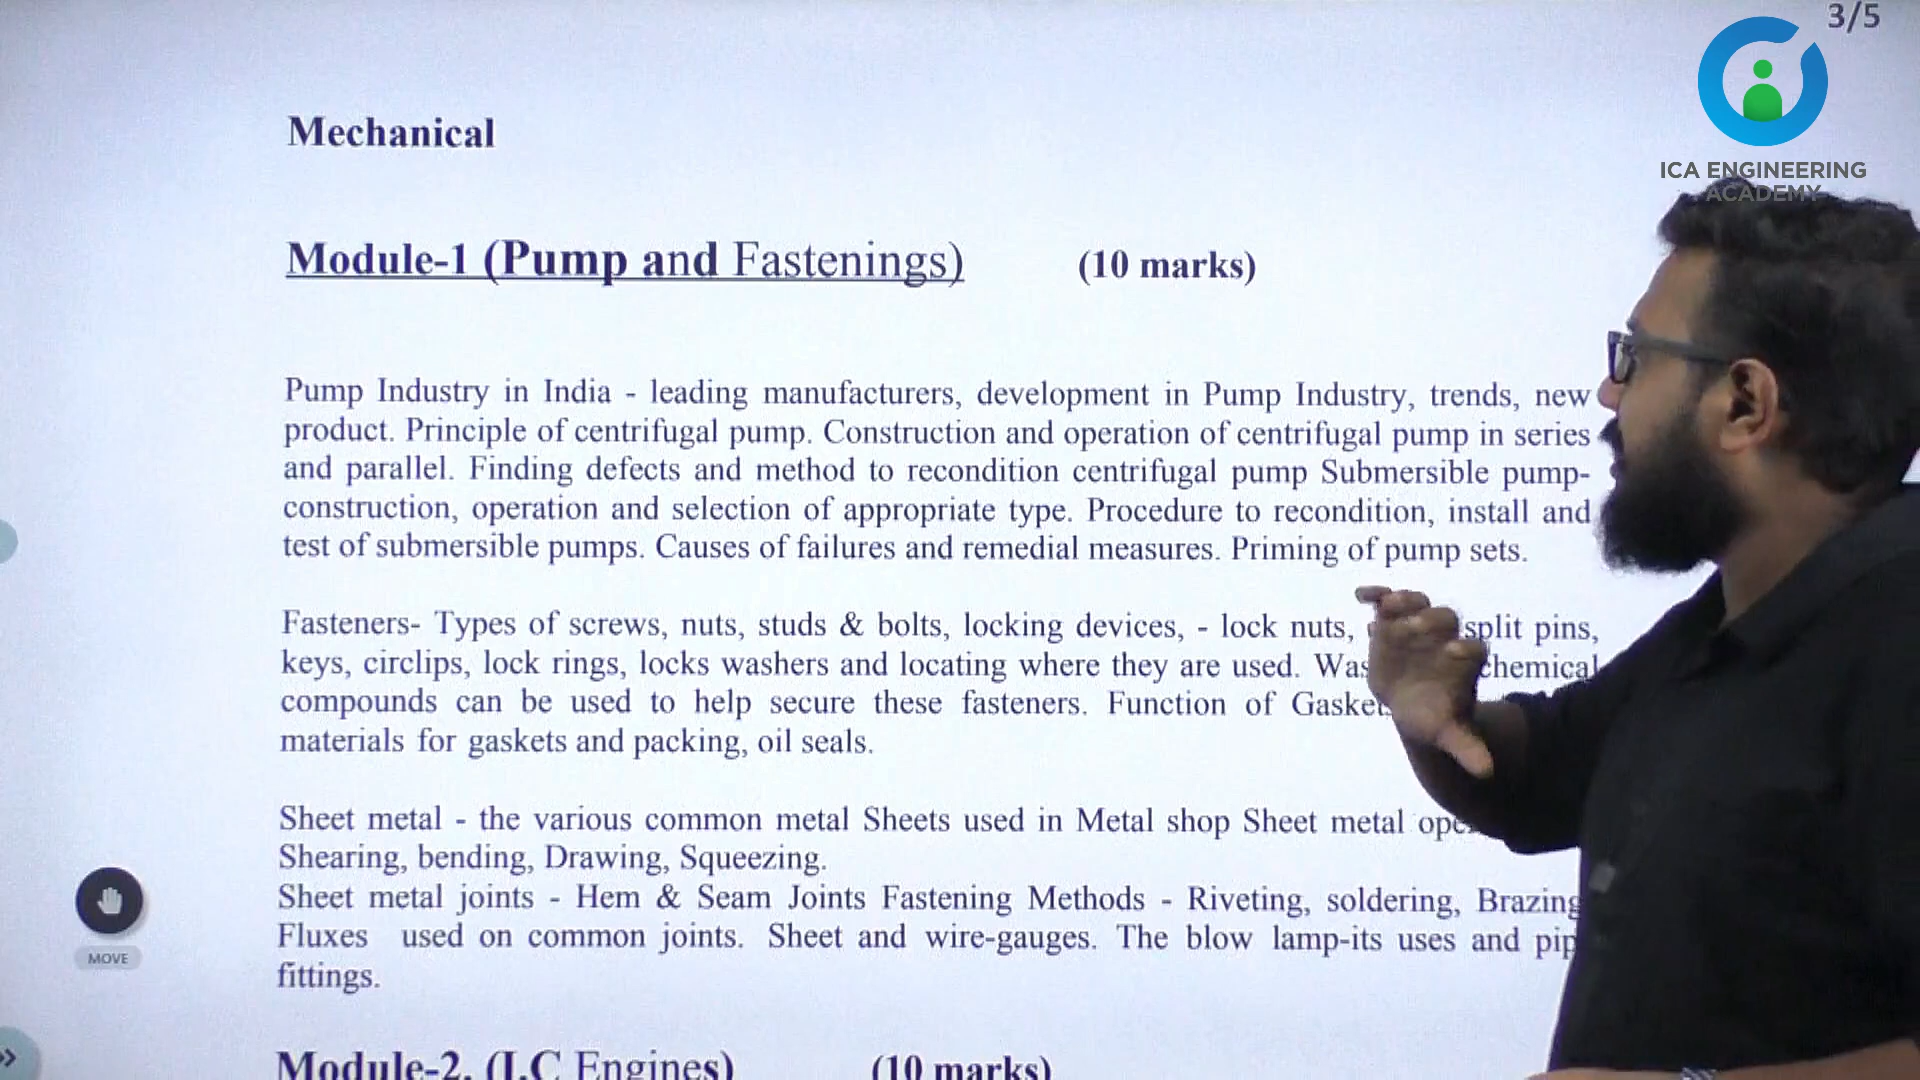 3/5
ICA ENGINEERING
ACADEMY
Mechanical
Module-1 (Pump and Fastenings) (10 marks)
Pump Industry in India - leading manufacturers, development in Pump Industry, trends, new
product. Principle of centrifugal pump. Construction and operation of centrifugal pump in series
and parallel. Finding defects and method to recondition centrifugal pump Submersible pump-
construction, operation and selection of appropriate type. Procedure to recondition, install and
test of submersible pumps. Causes of failures and remedial measures. Priming of pump sets.
Fasteners- Types of screws, nuts, studs & bolts, locking devices, - lock nuts, split pins,
keys, circlips, lock rings, locks washers and locating where they are used. chemical
compounds can be used to help secure these fasteners. Function of
materials for gaskets and packing, oil seals.
Sheet metal - the various common metal Sheets used in Metal shop Sheet metal
Shearing, bending, Drawing, Squeezing.
Sheet metal joints - Hem & Seam Joints Fastening Methods - Riveting, soldering, Brazing
Fluxes used on common joints. Sheet and wire-gauges. The blow lamp-its uses and
fittings.
MOVE
Module-2. (I.C Engines) (10 marks)